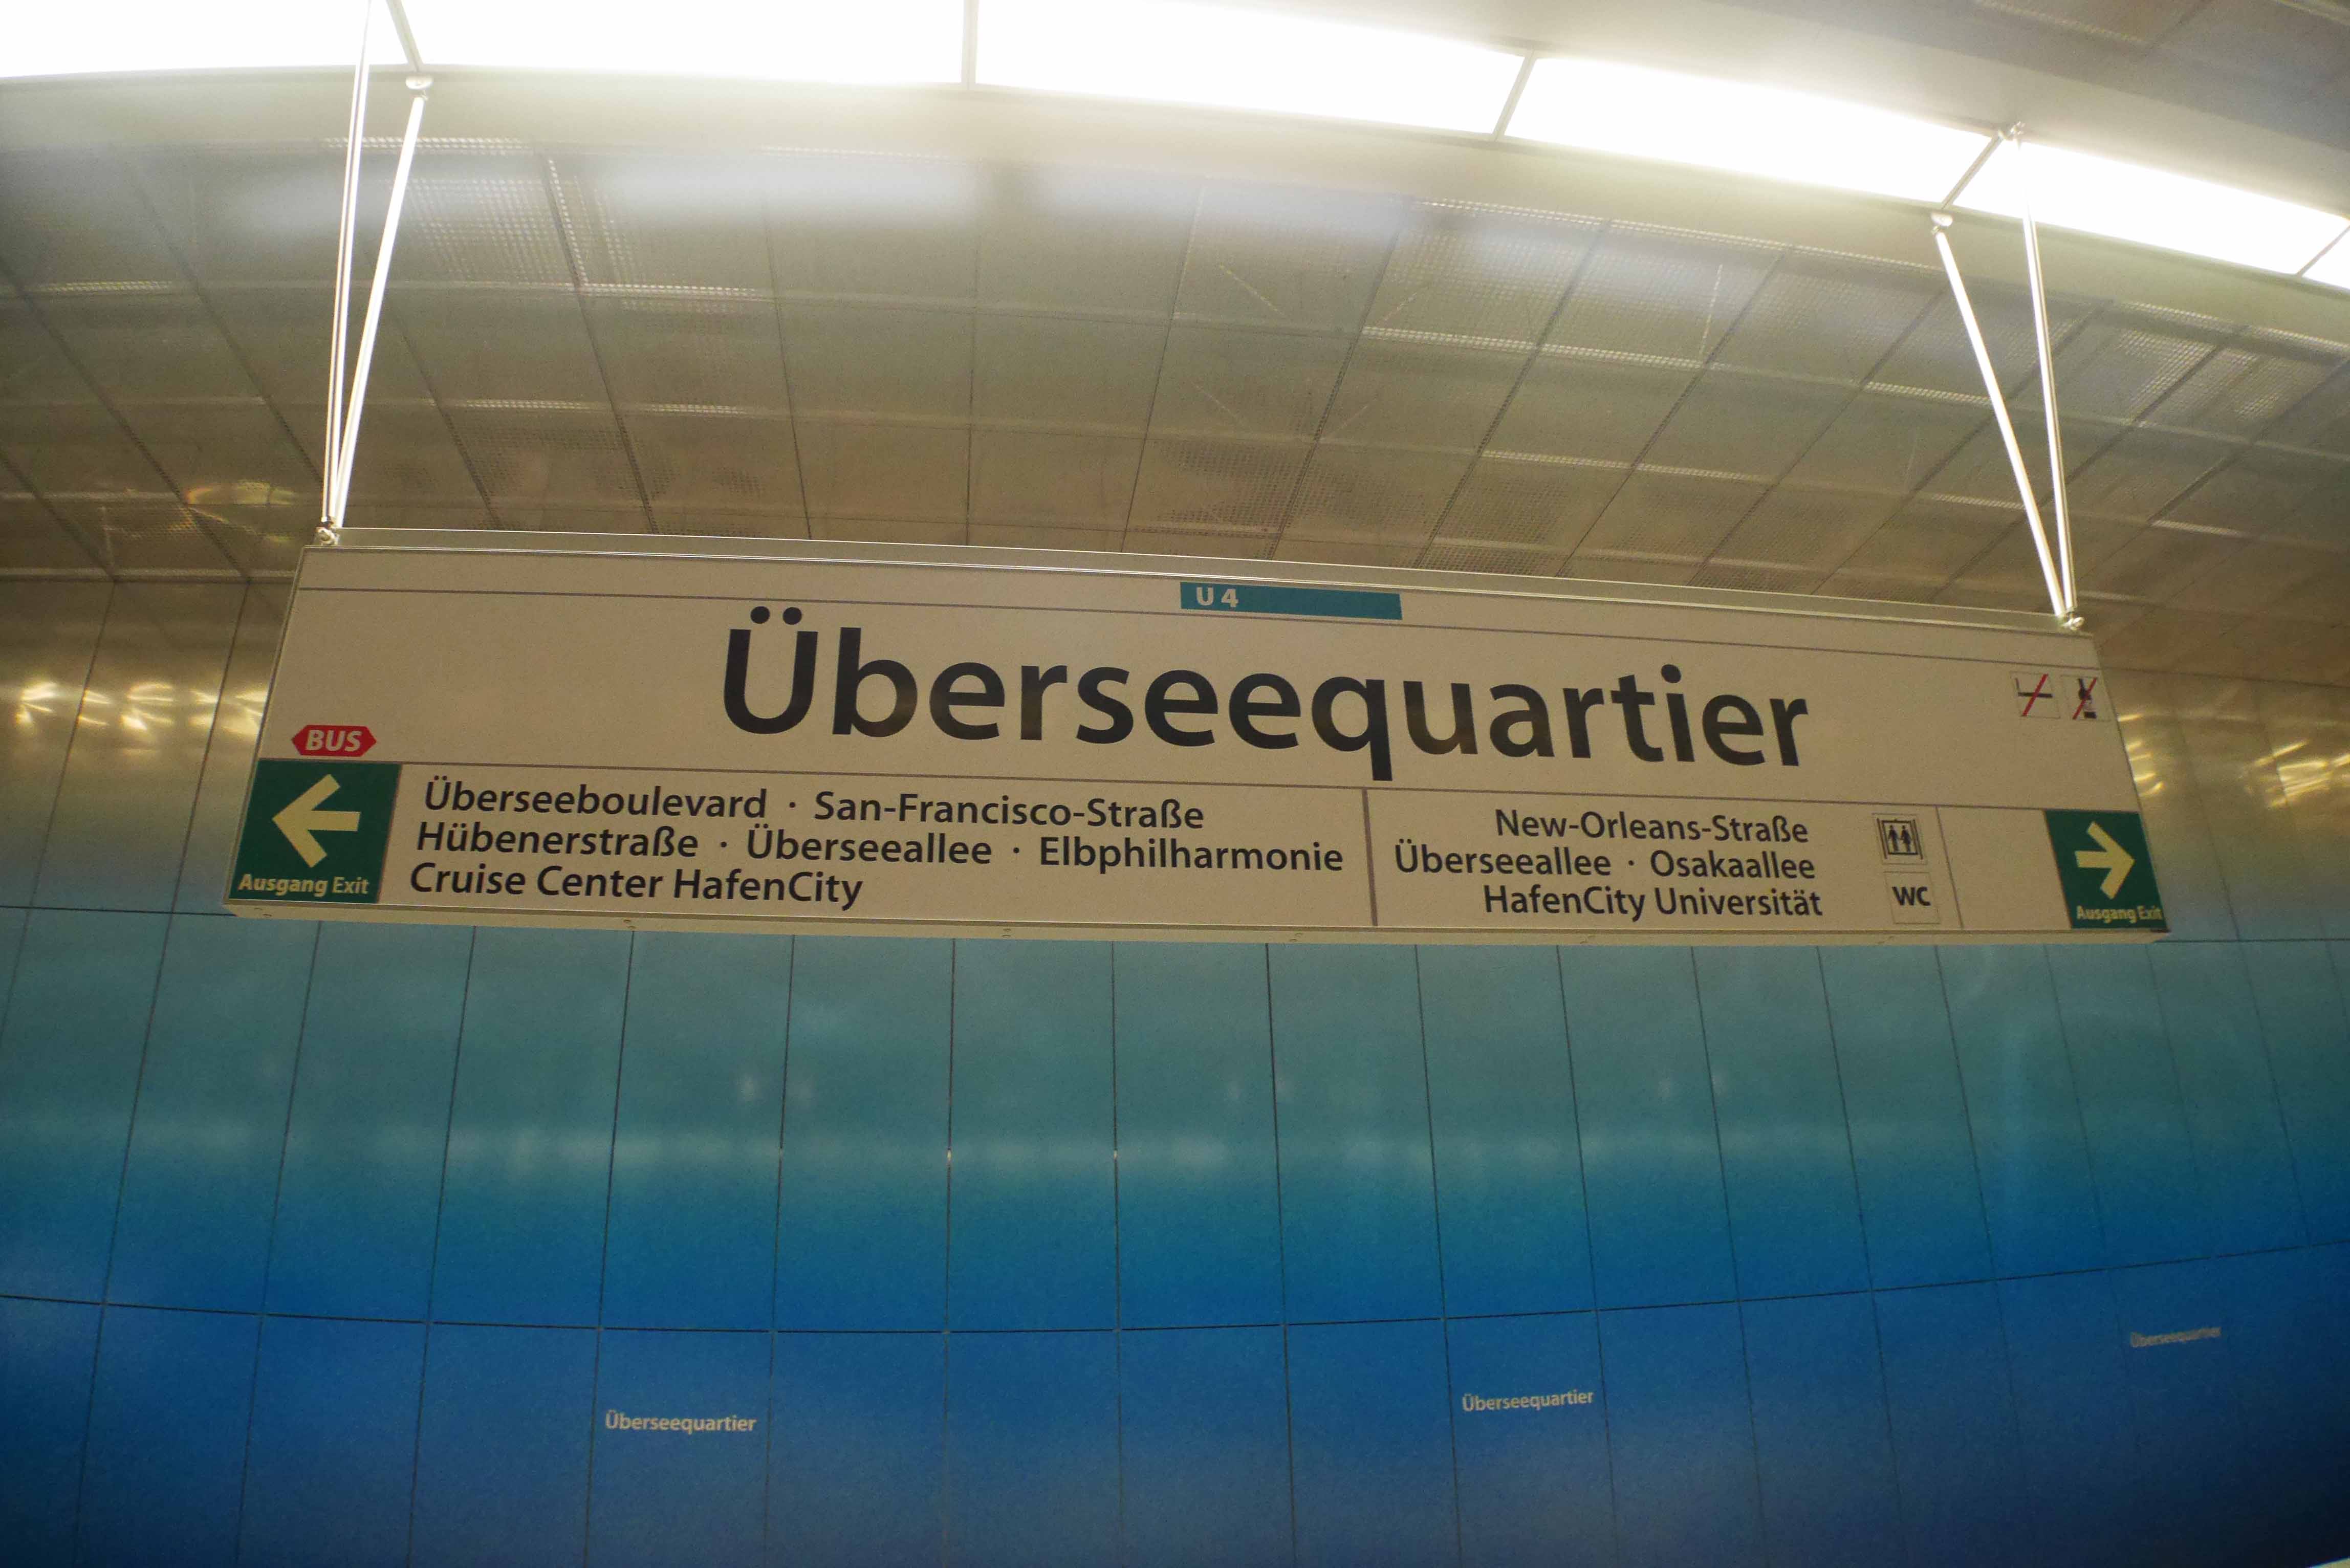 U4
Überseequartier
BUS
Überseeboulevard · San-Francisco-Straße
Hübenerstraße · Überseeallee · Elbphilharmonie
Cruise Center HafenCity
Ausgang Exit
New-Orleans-Straße
Überseeallee · Osakaallee
HafenCity Universität
WC
Ausgang Exit
Überseequartier
Überseequartier
Überseequartier